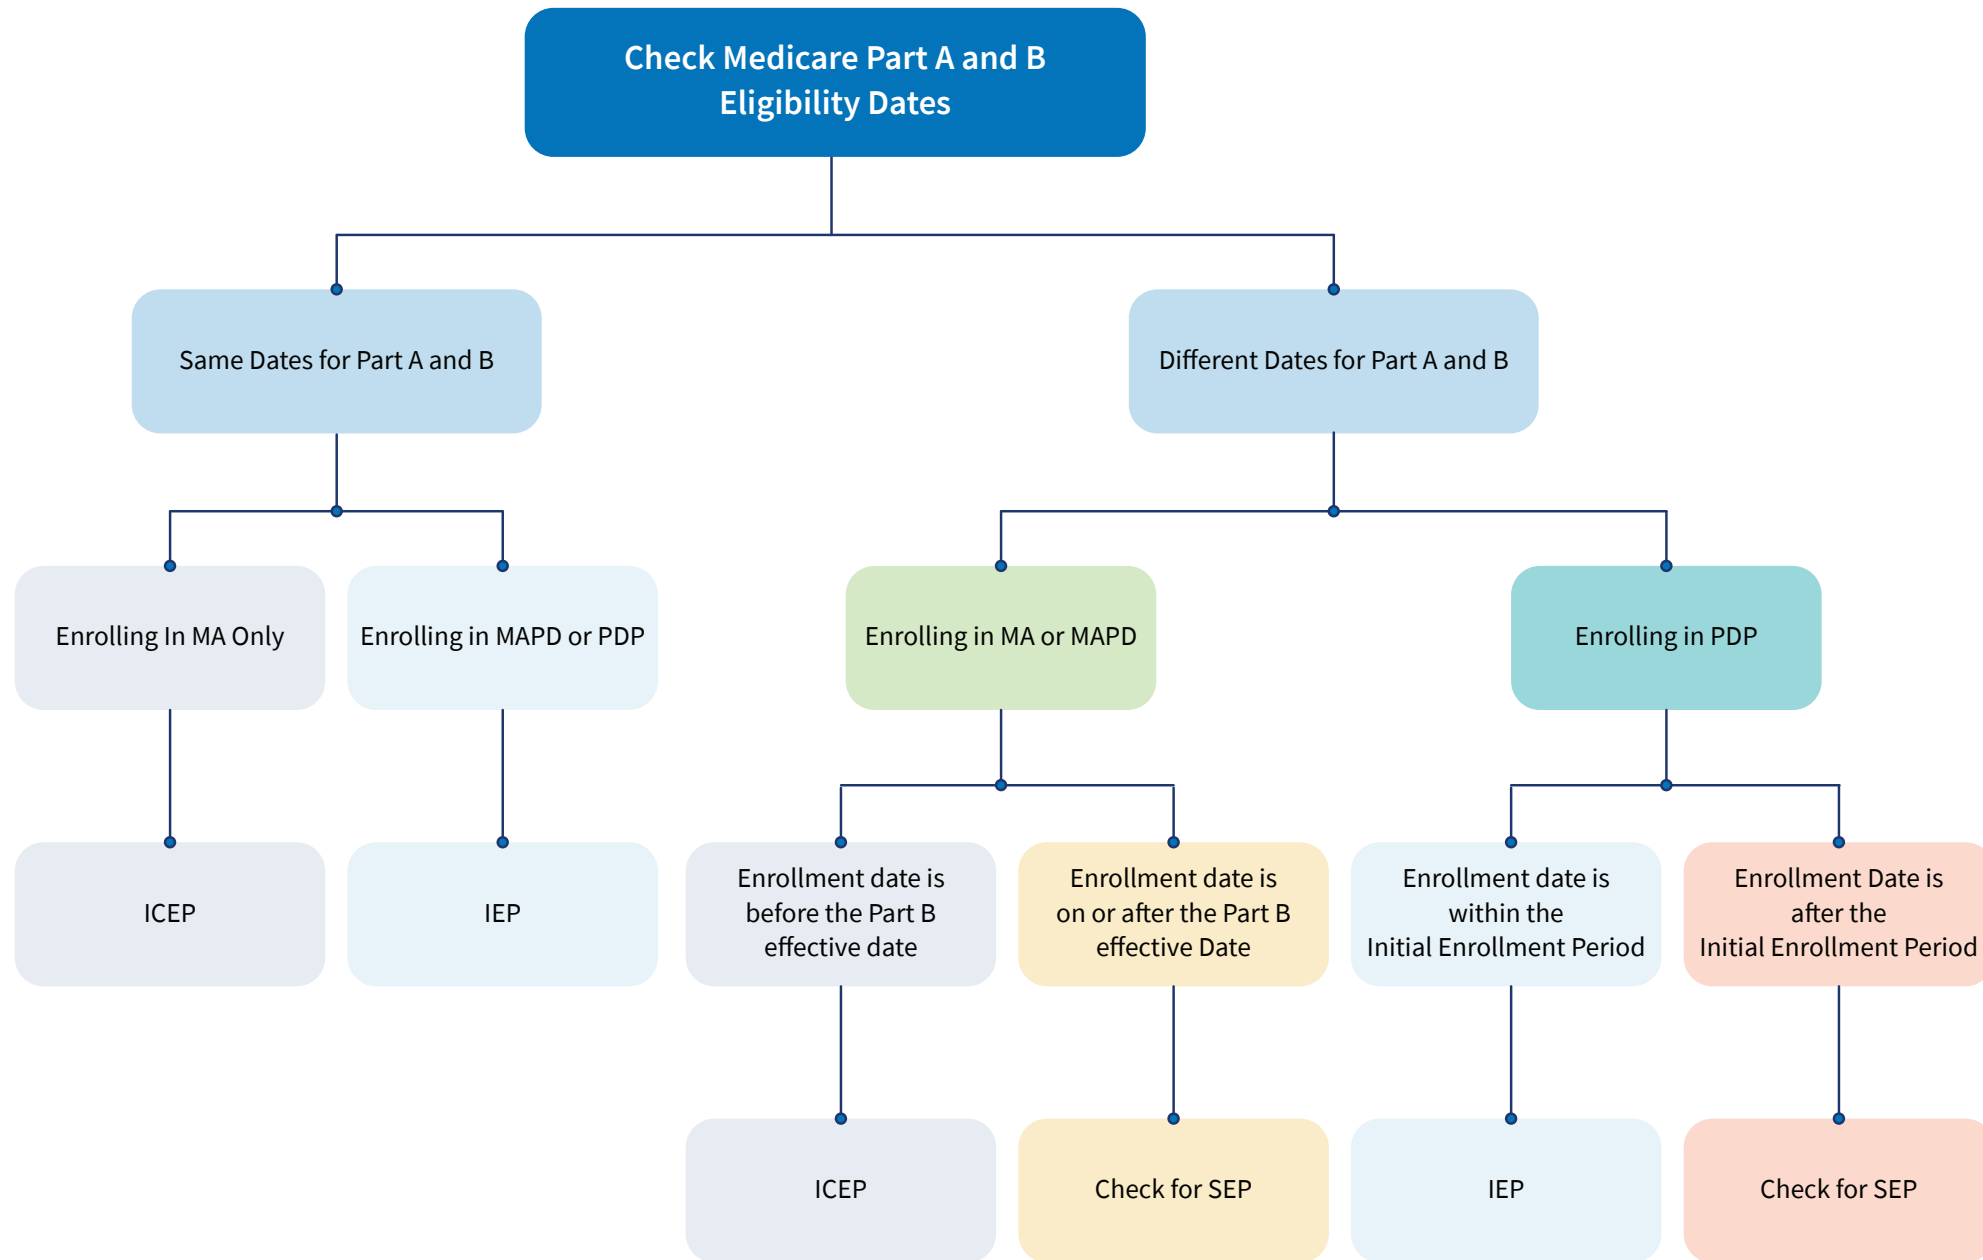 Check Medicare Part A and B
Eligibility Dates
Same Dates for Part A and B
Different Dates for Part A and B
Enrolling In MA Only
Enrolling in MAPD or PDP
Enrolling in MA or MAPD
Enrolling in PDP
ICEP
IEP
Enrollment date is
before the Part B
effective date
Enrollment date is
on or after the Part B
effective Date
Enrollment date is
within the
Initial Enrollment Period
Enrollment Date is
after the
Initial Enrollment Period
ICEP
Check for SEP
IEP
Check for SEP